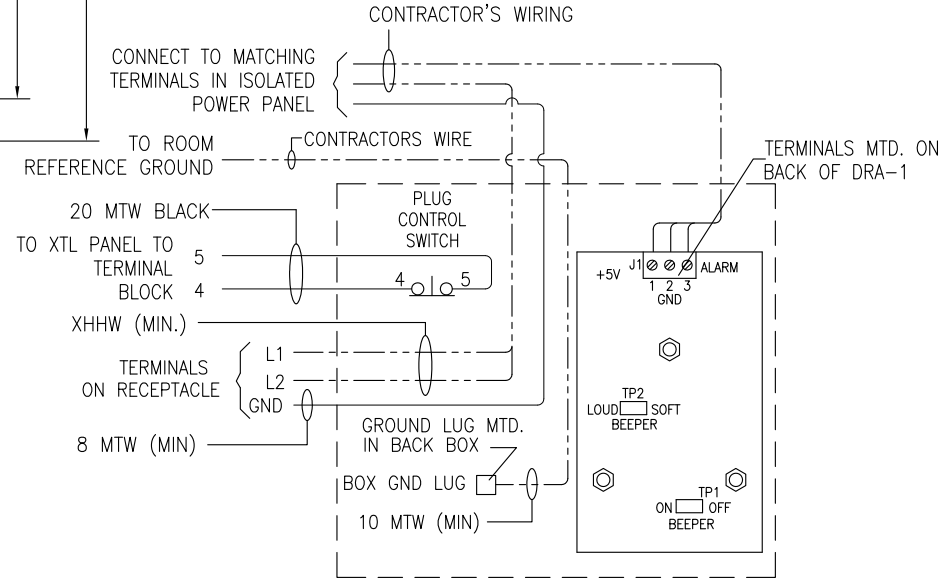 CONTRACTOR'S WIRING
CONNECT TO MATCHING
TERMINALS IN ISOLATED
POWER PANEL
TO ROOM
REFERENCE GROUND
CONTRACTORS WIRE
TERMINALS MTD. ON
BACK OF DRA-1
20 MTW BLACK
PLUG
CONTROL
SWITCH
TO XTL PANEL TO
TERMINAL
BLOCK
5
4
4 5
+5V
J1
ALARM
1 2 3
GND
XHHW (MIN.)
TERMINALS
ON RECEPTACLE
L1
L2
GND
8 MTW (MIN)
GROUND LUG MTD.
IN BACK BOX
BOX GND LUG
10 MTW (MIN)
TP2
LOUD SOFT
BEEPER
TP1
ON OFF
BEEPER